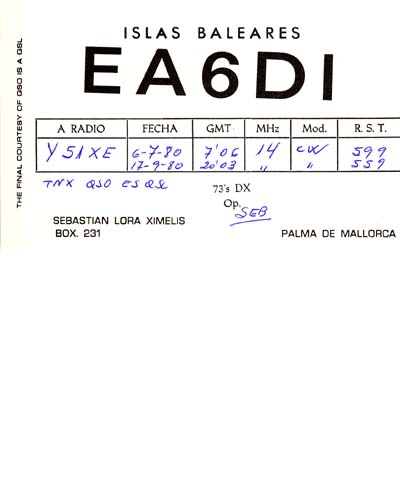 ISLAS BALEARES
EA6DI
THE FINAL COURTESY OF QSO IS A QSL
A RADIO FECHA GMT MHz Mod. R. S. T.
Y51XE 6-7-80 7'06 14 CW 599
17-9-80 20'03 " " 559
TNX QSO ES QSL
73's DX
Op. SEB
SEBASTIAN LORA XIMELIS
BOX. 231 PALMA DE MALLORCA